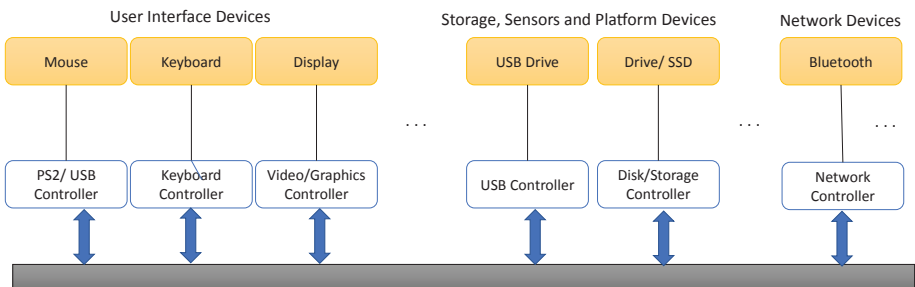 User Interface Devices
Storage, Sensors and Platform Devices
Network Devices
Mouse
Keyboard
Display
USB Drive
Drive/ SSD
Bluetooth
. . .
. . .
. . .
PS2/ USB
Controller
Keyboard
Controller
Video/Graphics
Controller
USB Controller
Disk/Storage
Controller
Network
Controller